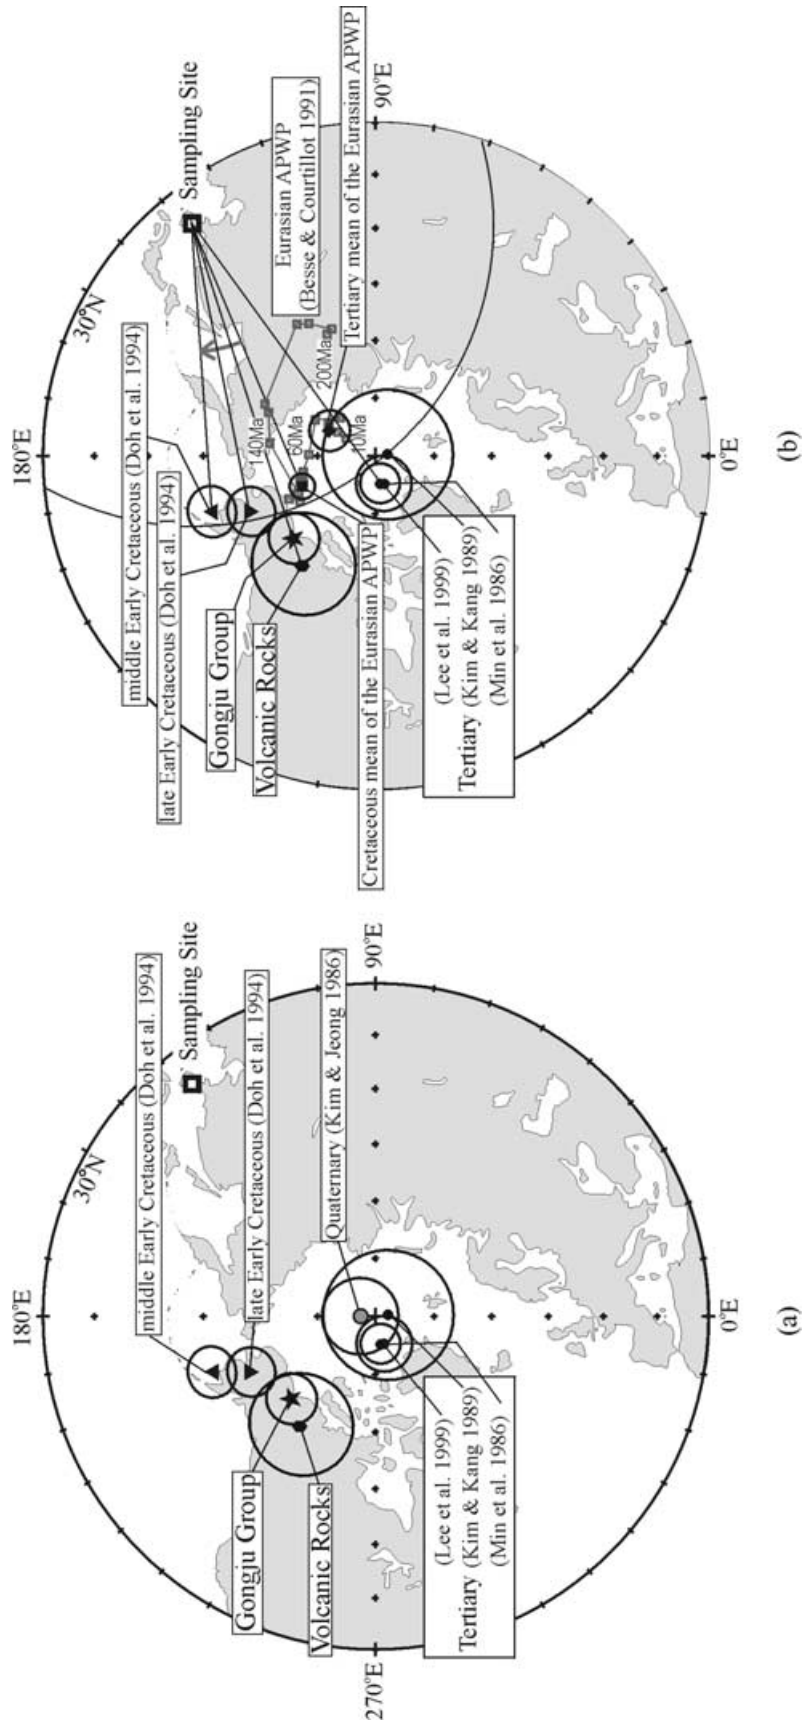 180°E
30°N
middle Early Cretaceous (Doh et al. 1994)
Sampling Site
late Early Cretaceous (Doh et al. 1994)
Gongju Group
Volcanic Rocks
Quaternary (Kim & Jeong 1986)
270°E
90°E
(Lee et al. 1999)
Tertiary (Kim & Kang 1989)
(Min et al. 1986)
0°E
(a)
180°E
30°N
middle Early Cretaceous (Doh et al. 1994)
Sampling Site
late Early Cretaceous (Doh et al. 1994)
Gongju Group
Volcanic Rocks
140Ma
60Ma
200Ma
Eurasian APWP
(Besse & Courtillot 1991)
Tertiary mean of the Eurasian APWP
90°E
Cretaceous mean of the Eurasian APWP
(Lee et al. 1999)
Tertiary (Kim & Kang 1989)
(Min et al. 1986)
0°E
(b)